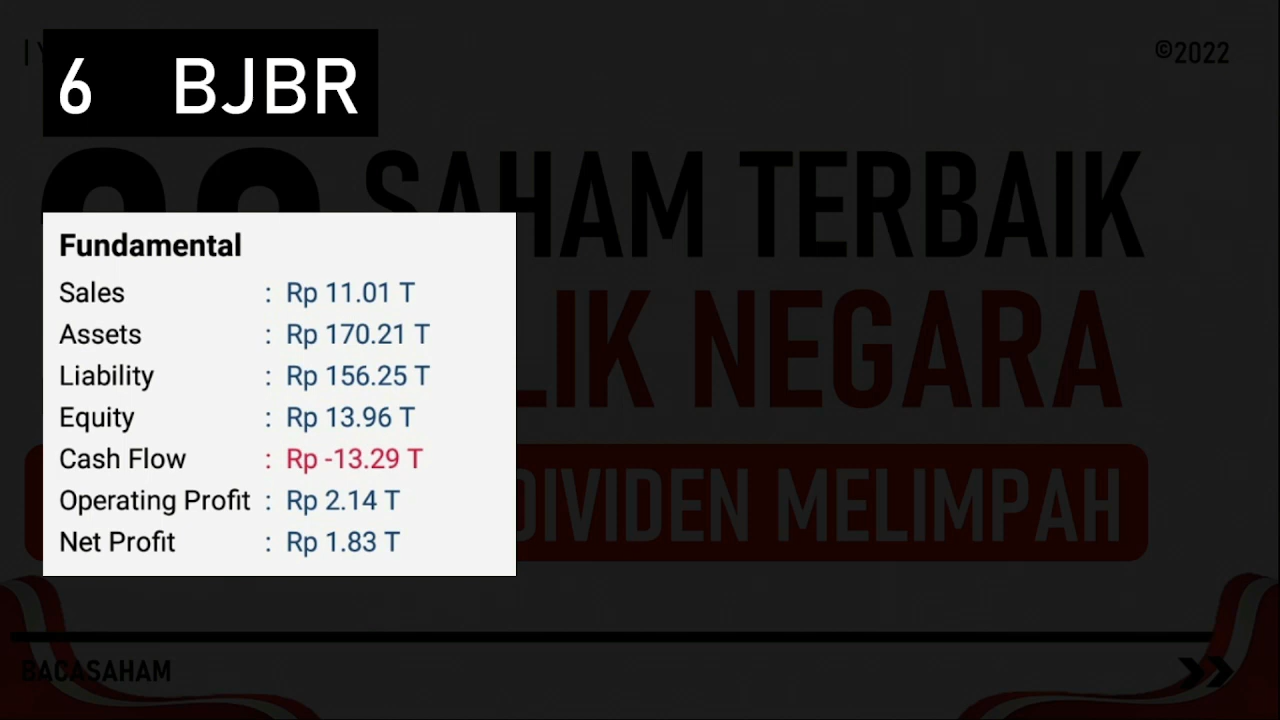 ©2022
6 BJBR
SAHAM TERBAIK
LIK NEGARA
DIVIDEN MELIMPAH
Fundamental
Sales : Rp 11.01 T
Assets : Rp 170.21 T
Liability : Rp 156.25 T
Equity : Rp 13.96 T
Cash Flow : Rp -13.29 T
Operating Profit : Rp 2.14 T
Net Profit : Rp 1.83 T
BACASAHAM